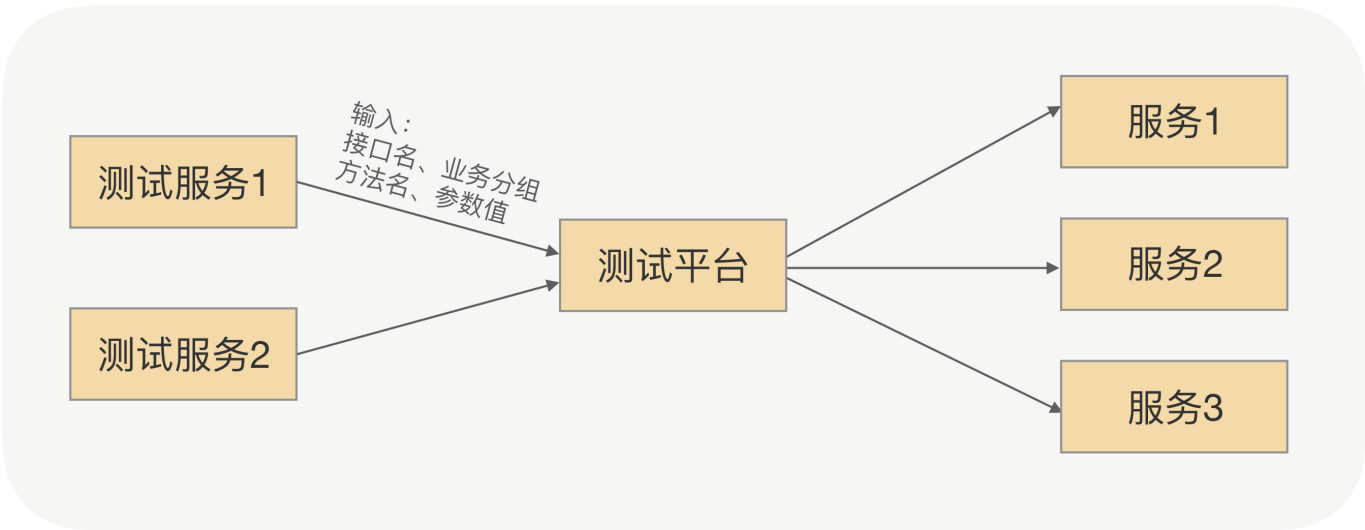 测试服务1
输入：
接口名、业务分组
方法名、参数值
测试服务2
测试平台
服务1
服务2
服务3